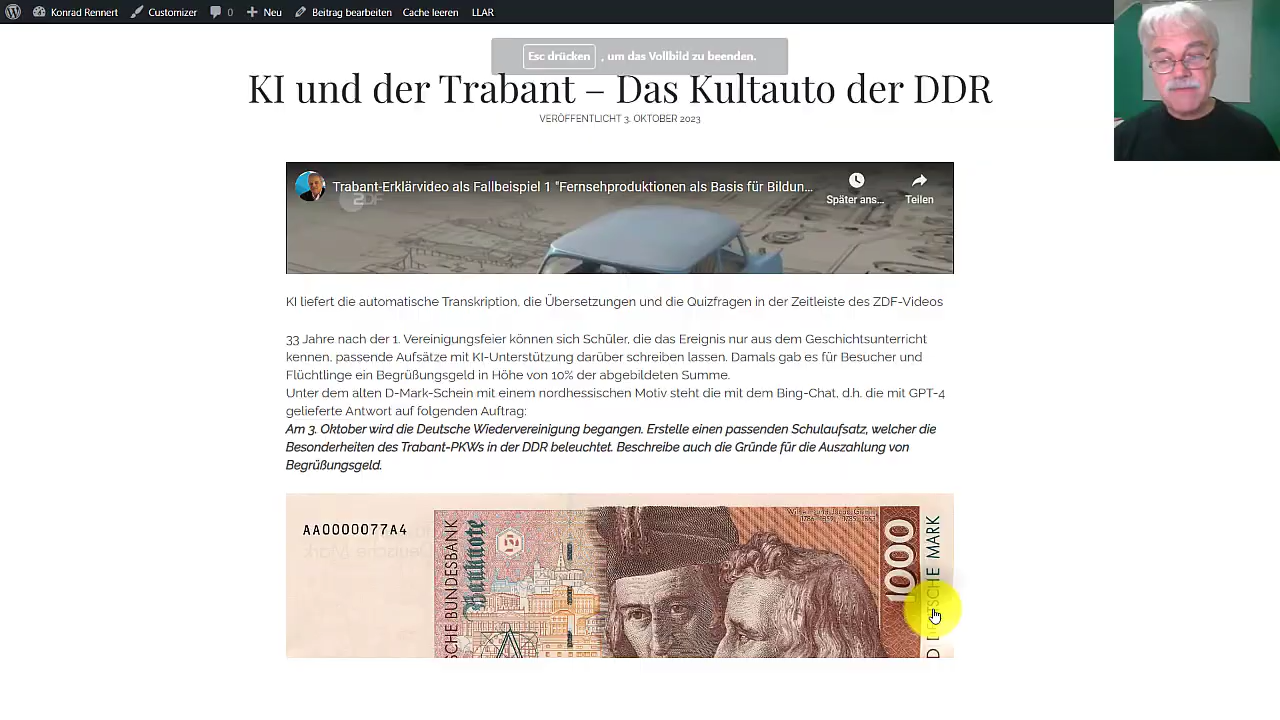 Konrad Rennert Customizer 0 Neu Beitrag bearbeiten Cache leeren LLAR
Esc drücken , um das Vollbild zu beenden.
KI und der Trabant – Das Kultauto der DDR
VERÖFFENTLICHT 3. OKTOBER 2023
Trabant-Erklärvideo als Fallbeispiel 1 "Fernsehproduktionen als Basis für Bildun...
Später ans...
Teilen
ZDF
KI liefert die automatische Transkription, die Übersetzungen und die Quizfragen in der Zeitleiste des ZDF-Videos
33 Jahre nach der 1. Vereinigungsfeier können sich Schüler, die das Ereignis nur aus dem Geschichtsunterricht
kennen, passende Aufsätze mit KI-Unterstützung darüber schreiben lassen. Damals gab es für Besucher und
Flüchtlinge ein Begrüßungsgeld in Höhe von 10% der abgebildeten Summe.
Unter dem alten D-Mark-Schein mit einem nordhessischen Motiv steht die mit dem Bing-Chat, d.h. die mit GPT-4
gelieferte Antwort auf folgenden Auftrag:
Am 3. Oktober wird die Deutsche Wiedervereinigung begangen. Erstelle einen passenden Schulaufsatz, welcher die
Besonderheiten des Trabant-PKWs in der DDR beleuchtet. Beschreibe auch die Gründe für die Auszahlung von
Begrüßungsgeld.
AA0000077A4
SCHE BUNDESBANK
Banknote
1000
MARK